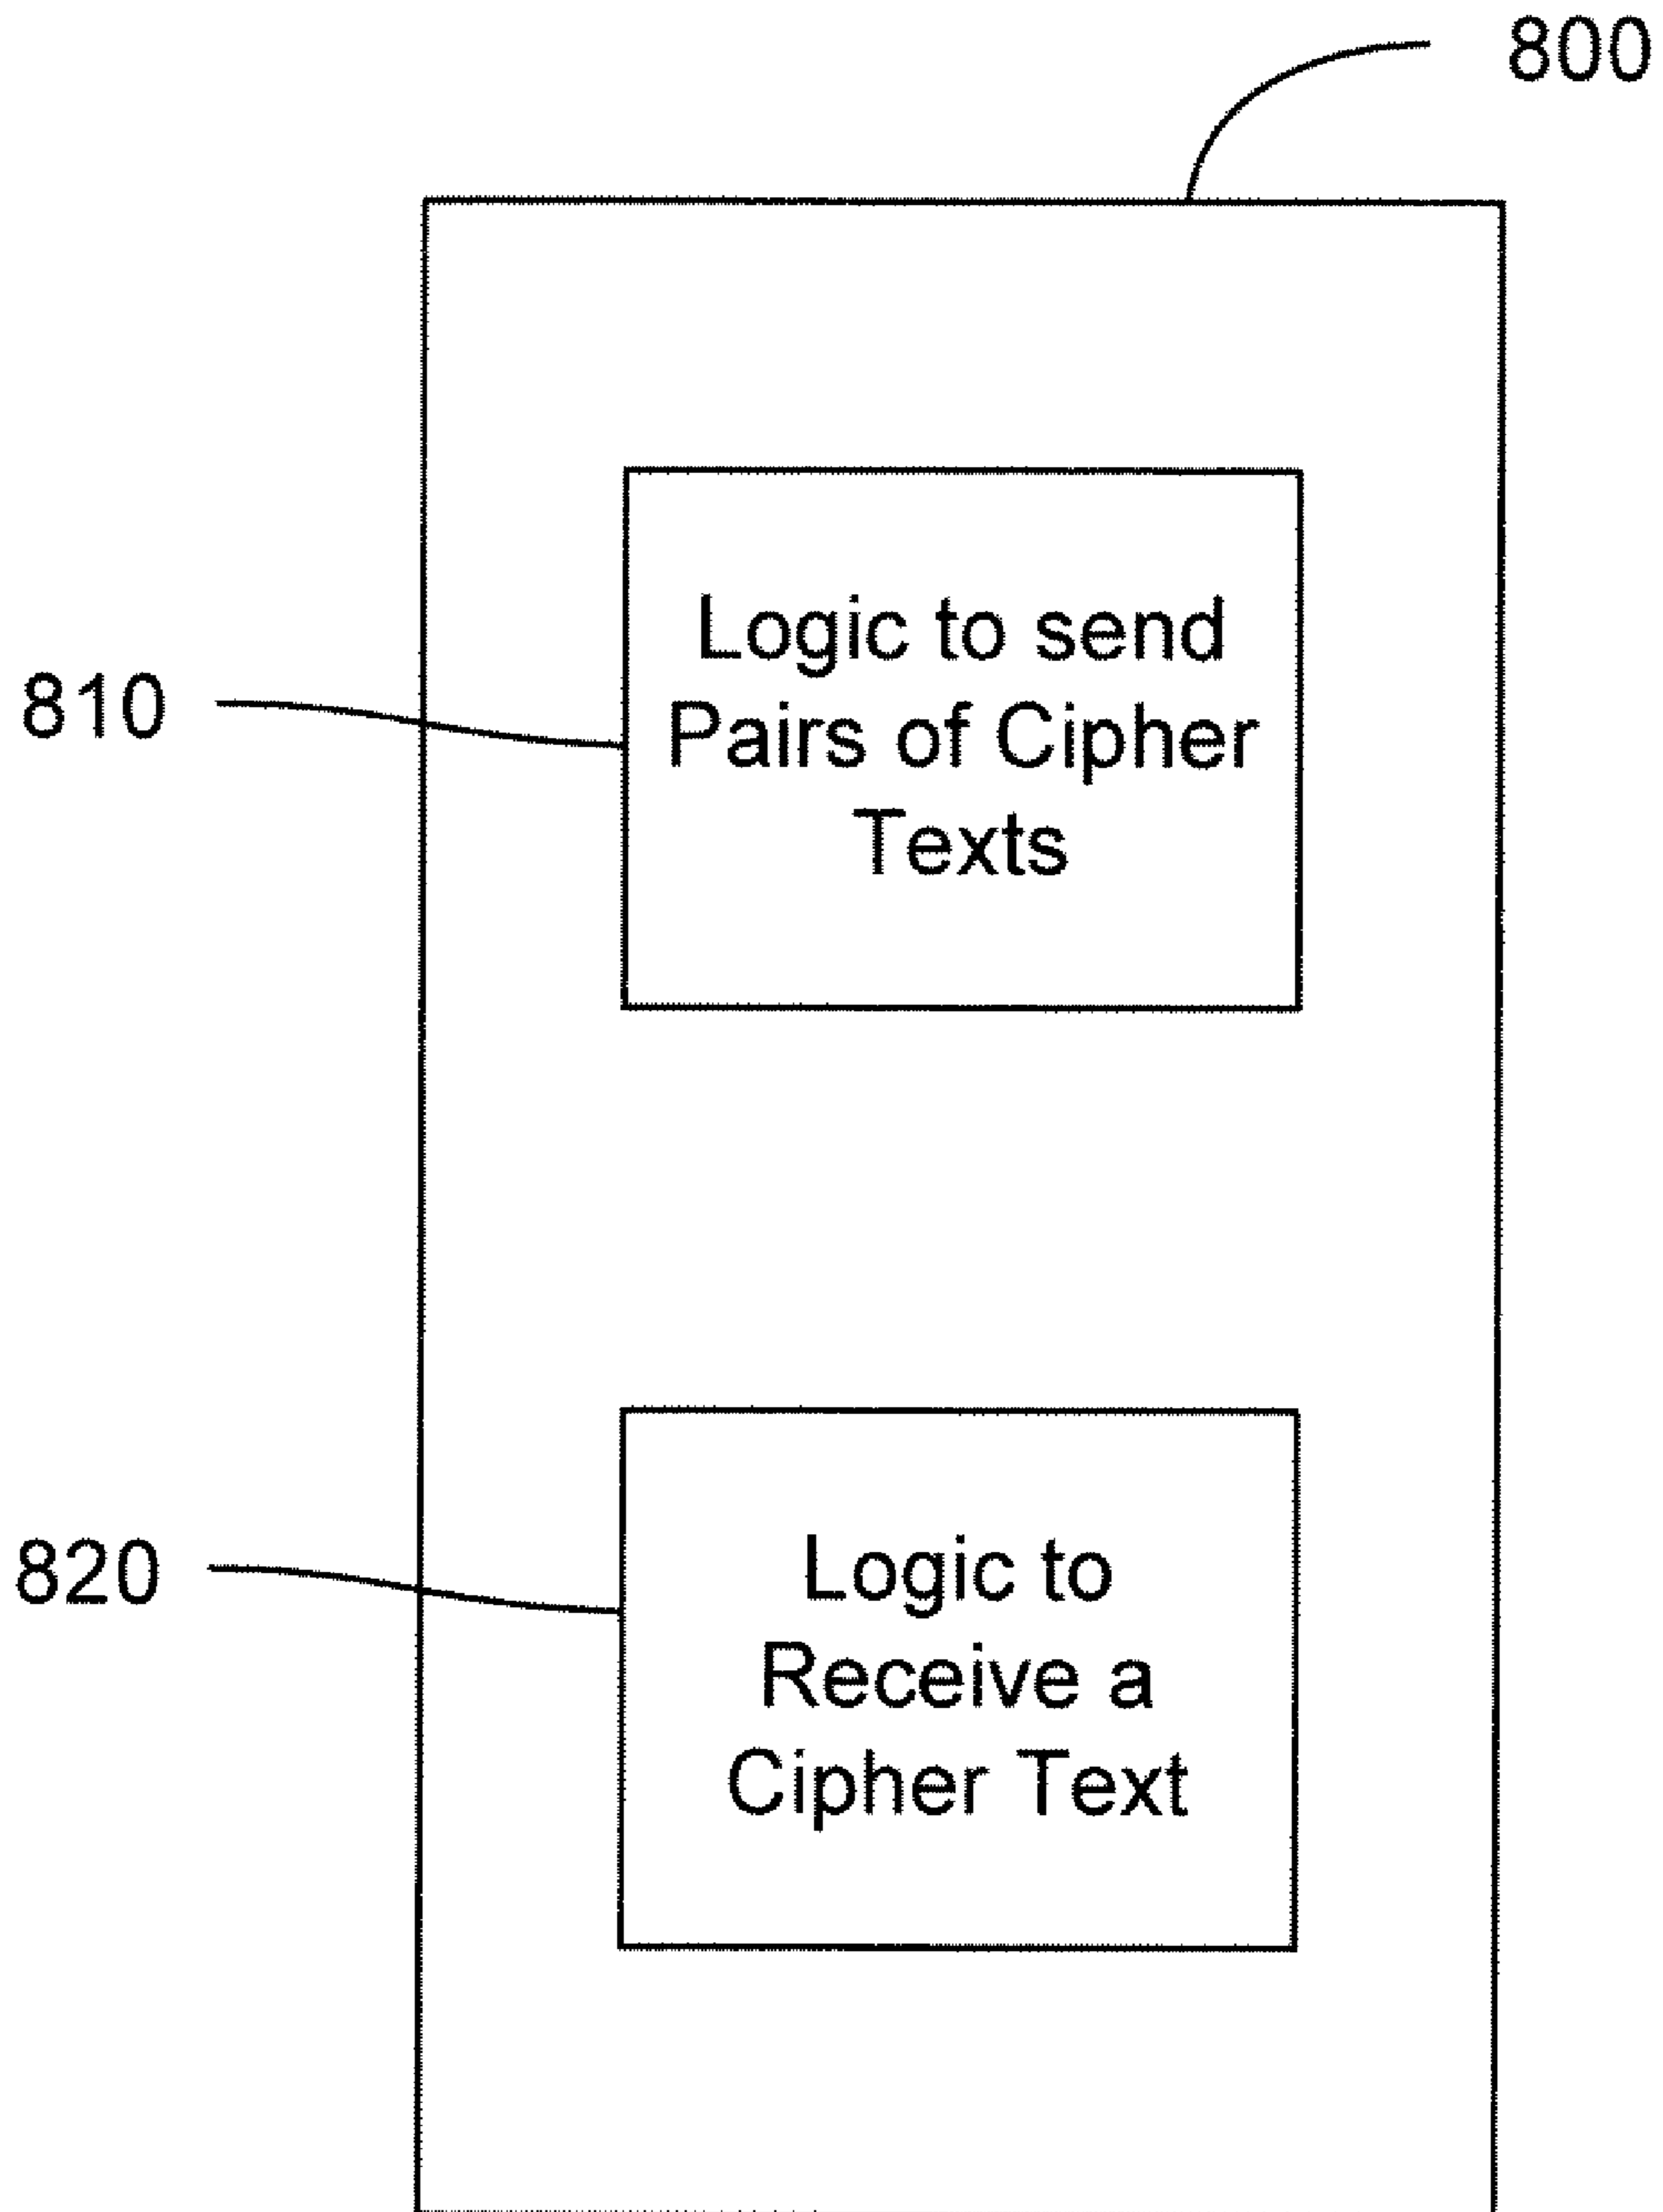 800
Logic to send
Pairs of Cipher
Texts
810
Logic to
Receive a
Cipher Text
820